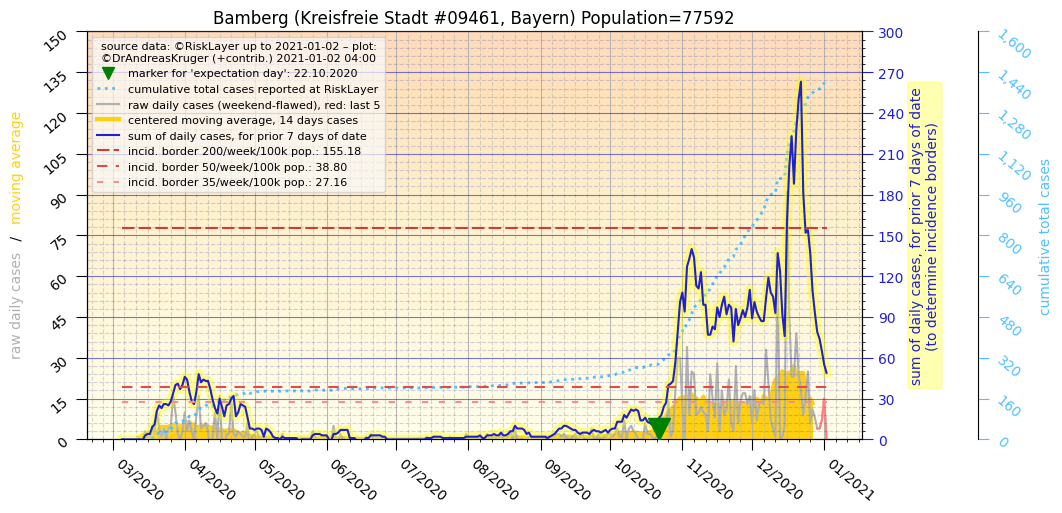 Bamberg (Kreisfreie Stadt #09461, Bayern) Population=77592
source data: ©RiskLayer up to 2021-01-02 – plot:
©DrAndreasKruger (+contrib.) 2021-01-02 04:00
marker for 'expectation day': 22.10.2020
cumulative total cases reported at RiskLayer
raw daily cases (weekend-flawed), red: last 5
centered moving average, 14 days cases
sum of daily cases, for prior 7 days of date
incid. border 200/week/100k pop.: 155.18
incid. border 50/week/100k pop.: 38.80
incid. border 35/week/100k pop.: 27.16
raw daily cases / moving average
150
135
120
105
90
75
60
45
30
15
0
03/2020
04/2020
05/2020
06/2020
07/2020
08/2020
09/2020
10/2020
11/2020
12/2020
01/2021
300
270
240
210
180
150
120
90
60
30
0
sum of daily cases, for prior 7 days of date
(to determine incidence borders)
1,600
1,440
1,280
1,120
960
800
640
480
320
160
0
cumulative total cases